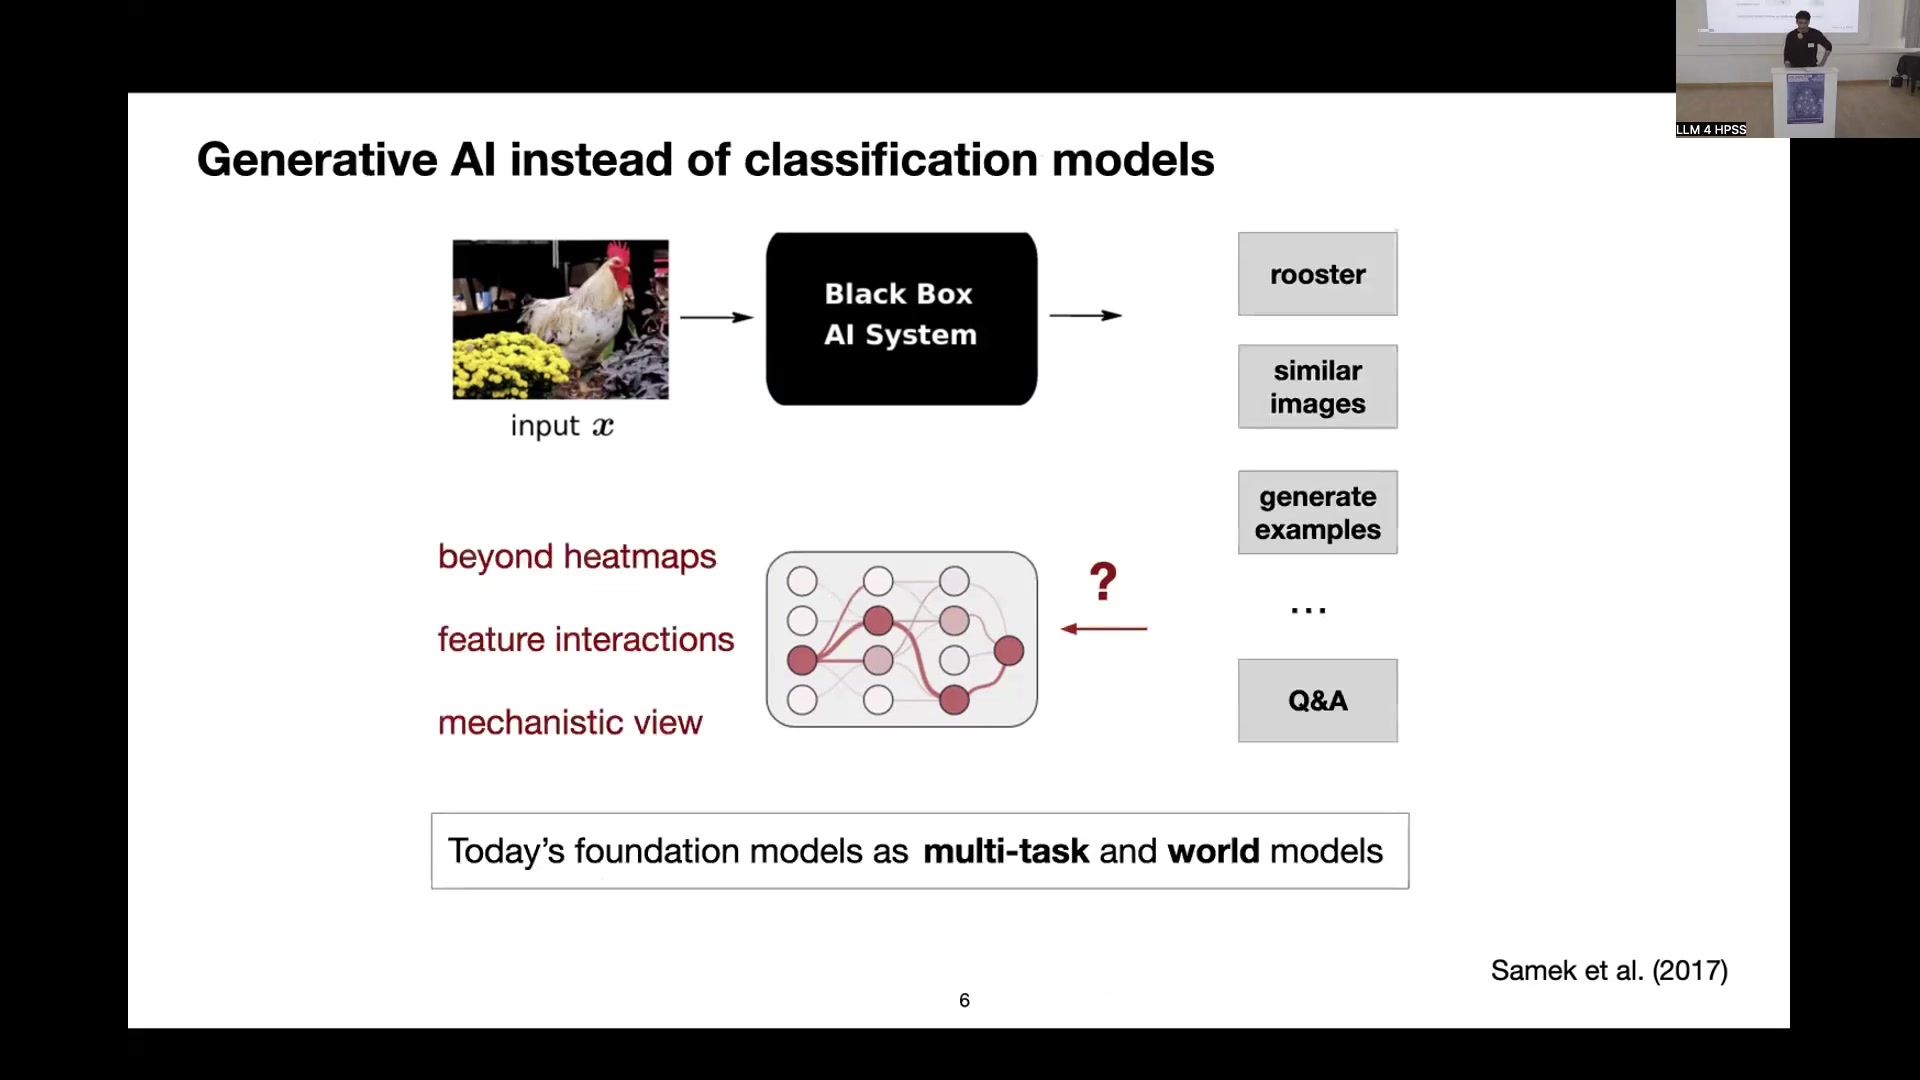 LLM 4 HPSS
Generative AI instead of classification models
Black Box
AI System
input x
rooster
similar
images
generate
examples
...
Q&A
beyond heatmaps
feature interactions
mechanistic view
?
Today's foundation models as multi-task and world models
Samek et al. (2017)
6